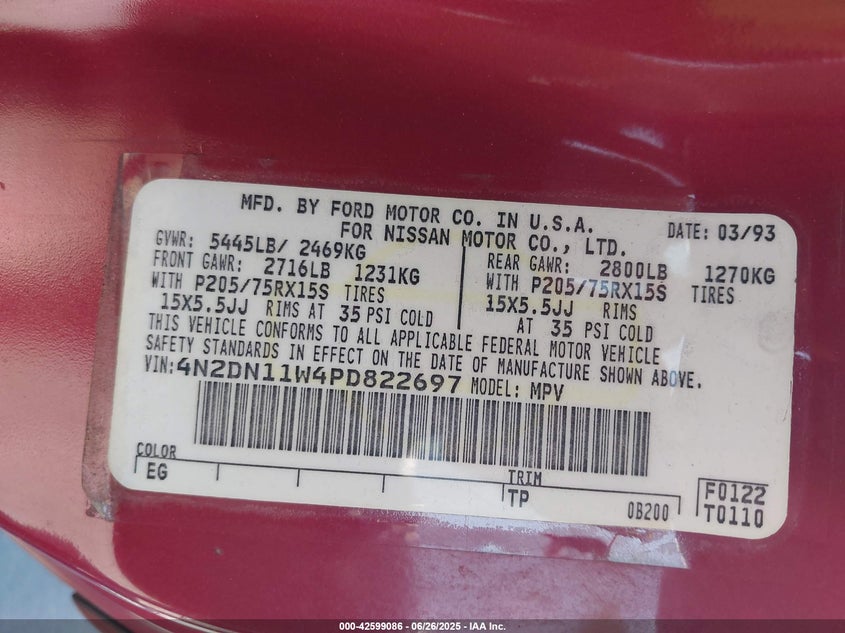 MFD. BY FORD MOTOR CO. IN U.S.A.
FOR NISSAN MOTOR CO., LTD.
DATE: 03/93
GVWR: 5445LB/ 2469KG
FRONT GAWR: 2716LB 1231KG
WITH P205/75RX15S TIRES
15X5.5JJ RIMS AT 35 PSI COLD
REAR GAWR: 2800LB 1270KG
WITH P205/75RX15S TIRES
15X5.5JJ RIMS
AT 35 PSI COLD
THIS VEHICLE CONFORMS TO ALL APPLICABLE FEDERAL MOTOR VEHICLE
SAFETY STANDARDS IN EFFECT ON THE DATE OF MANUFACTURE SHOWN ABOVE.
VIN: 4N2DN11W4PD822697 MODEL: MPV
COLOR
EG
TRIM
TP
0B200
F0122
T0110
000-42599086 - 06/26/2025 - IAA Inc.